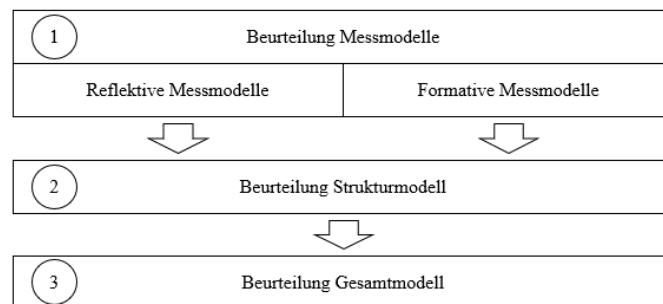 1 Beurteilung Messmodelle
Reflektive Messmodelle Formative Messmodelle
2 Beurteilung Strukturmodell
3 Beurteilung Gesamtmodell